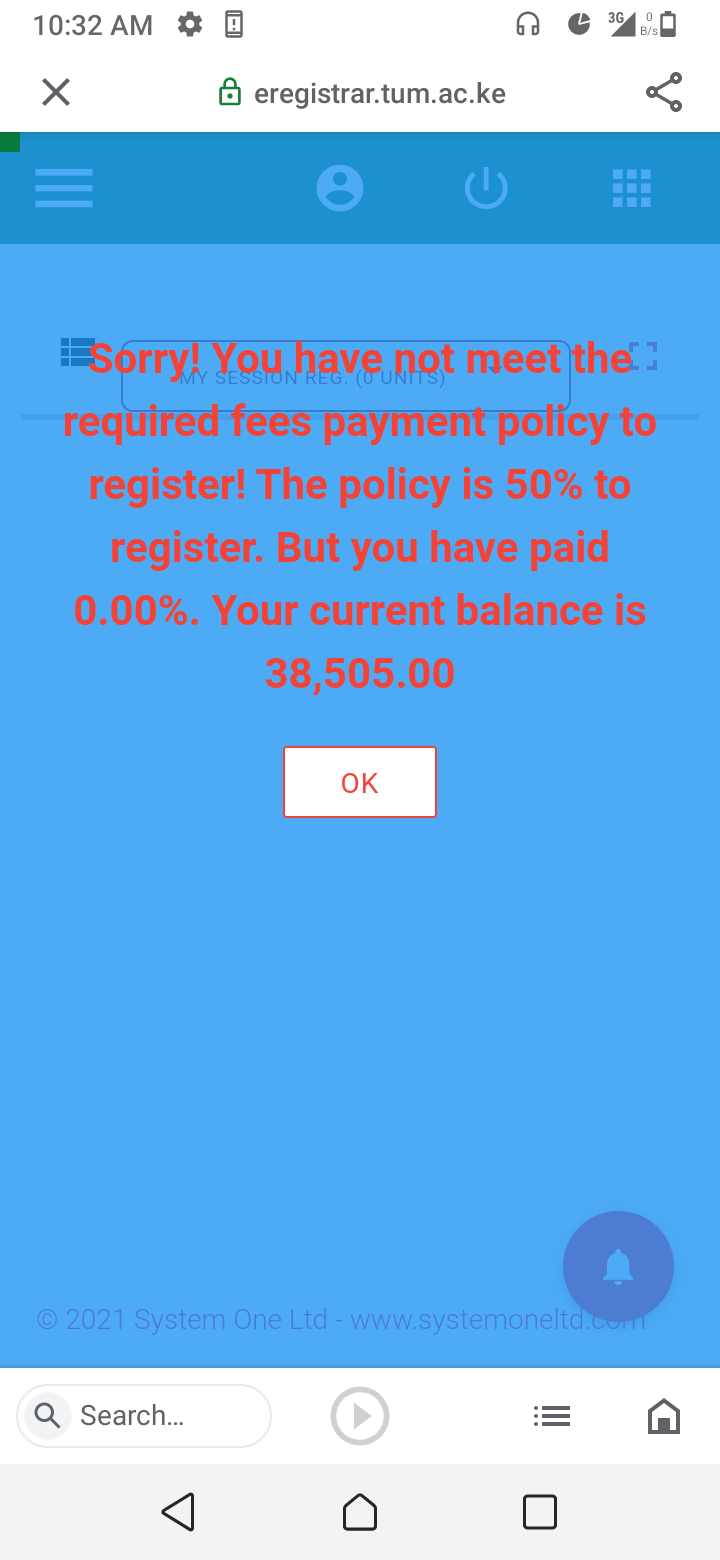 10:32 AM
3G
0
B/s
eregistrar.tum.ac.ke
MY SESSION REG. (0 UNITS)
Sorry! You have not meet the
required fees payment policy to
register! The policy is 50% to
register. But you have paid
0.00%. Your current balance is
38,505.00
OK
© 2021 System One Ltd - www.systemoneltd.com
Search...